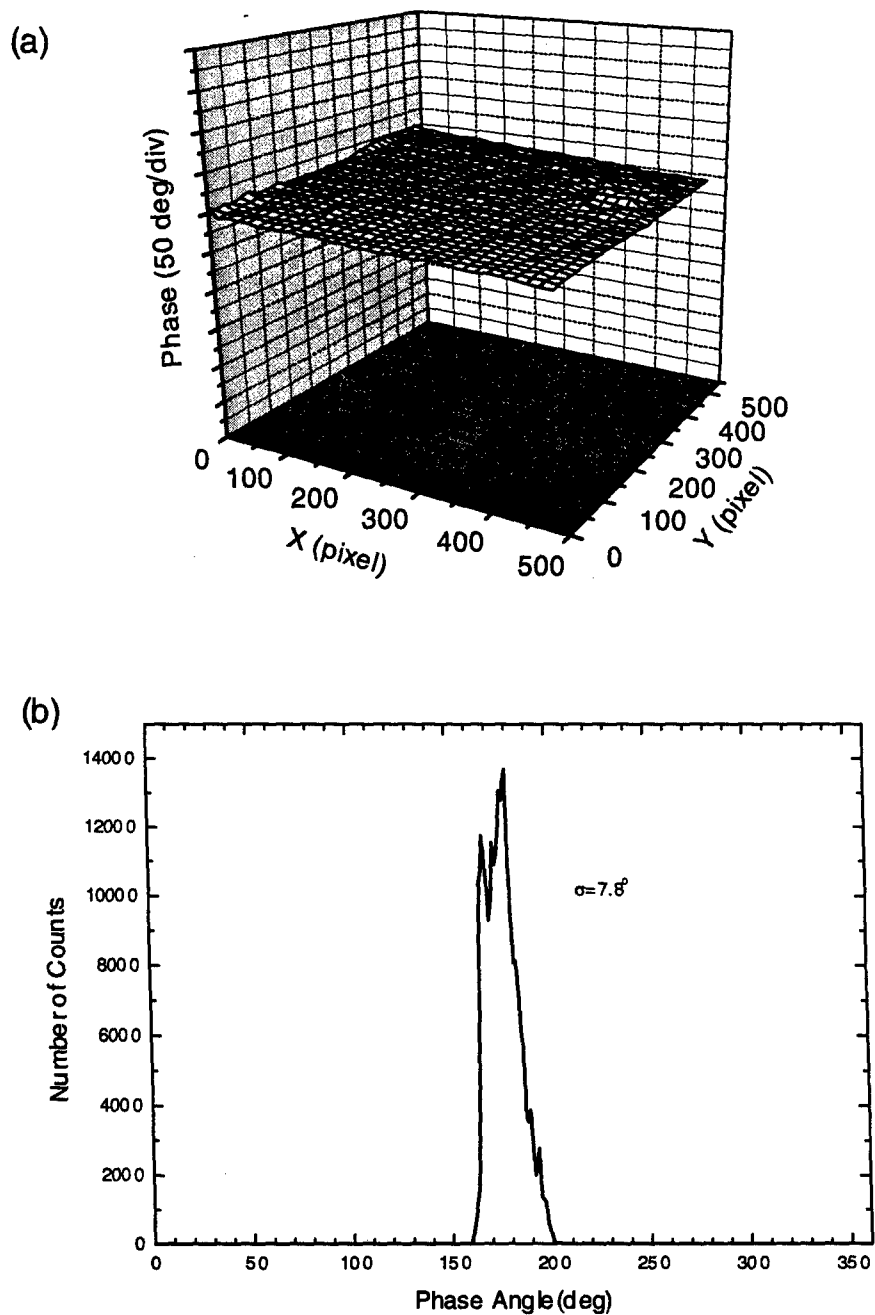 (a)
Phase (50 deg/div)
0
100
200
300
400
500
X (pixel)
0
100
200
300
400
500
Y (pixel)
(b)
14000
12000
10000
8000
6000
4000
2000
0
Number of Counts
σ=7.8°
0 50 100 150 200 250 300 350
Phase Angle (deg)